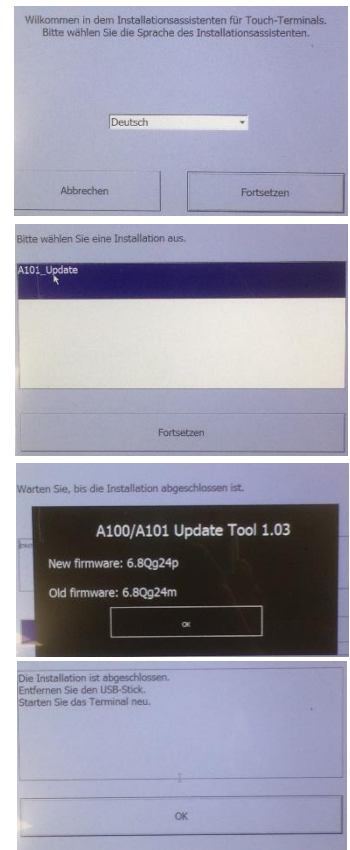 Wilkommen in dem Installationsassistenten für Touch-Terminals.
Bitte wählen Sie die Sprache des Installationsassistenten.
Deutsch
Abbrechen
Fortsetzen
Bitte wählen Sie eine Installation aus.
A101_Update
Fortsetzen
Warten Sie, bis die Installation abgeschlossen ist.
A100/A101 Update Tool 1.03
New firmware: 6.8Qg24p
Old firmware: 6.8Qg24m
OK
Die Installation ist abgeschlossen.
Entfernen Sie den USB-Stick.
Starten Sie das Terminal neu.
OK